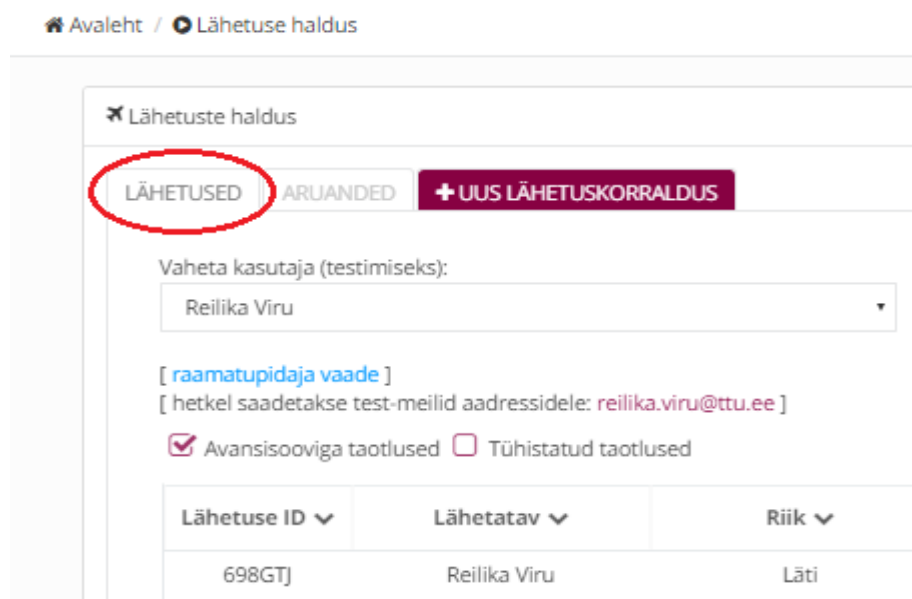 Avaleht / Lähetuse haldus
Lähetuste haldus
LÄHETUSED ARUANDED + UUS LÄHETUSKORRALDUS
Vaheta kasutaja (testimiseks):
Reilika Viru
[ raamatupidaja vaade ]
[ hetkel saadetakse test-meilid aadressidele: reilika.viru@ttu.ee ]
Avansisooviga taotlused Tühistatud taotlused
Lähetuse ID Lähetatav Riik
698GTJ Reilika Viru Läti